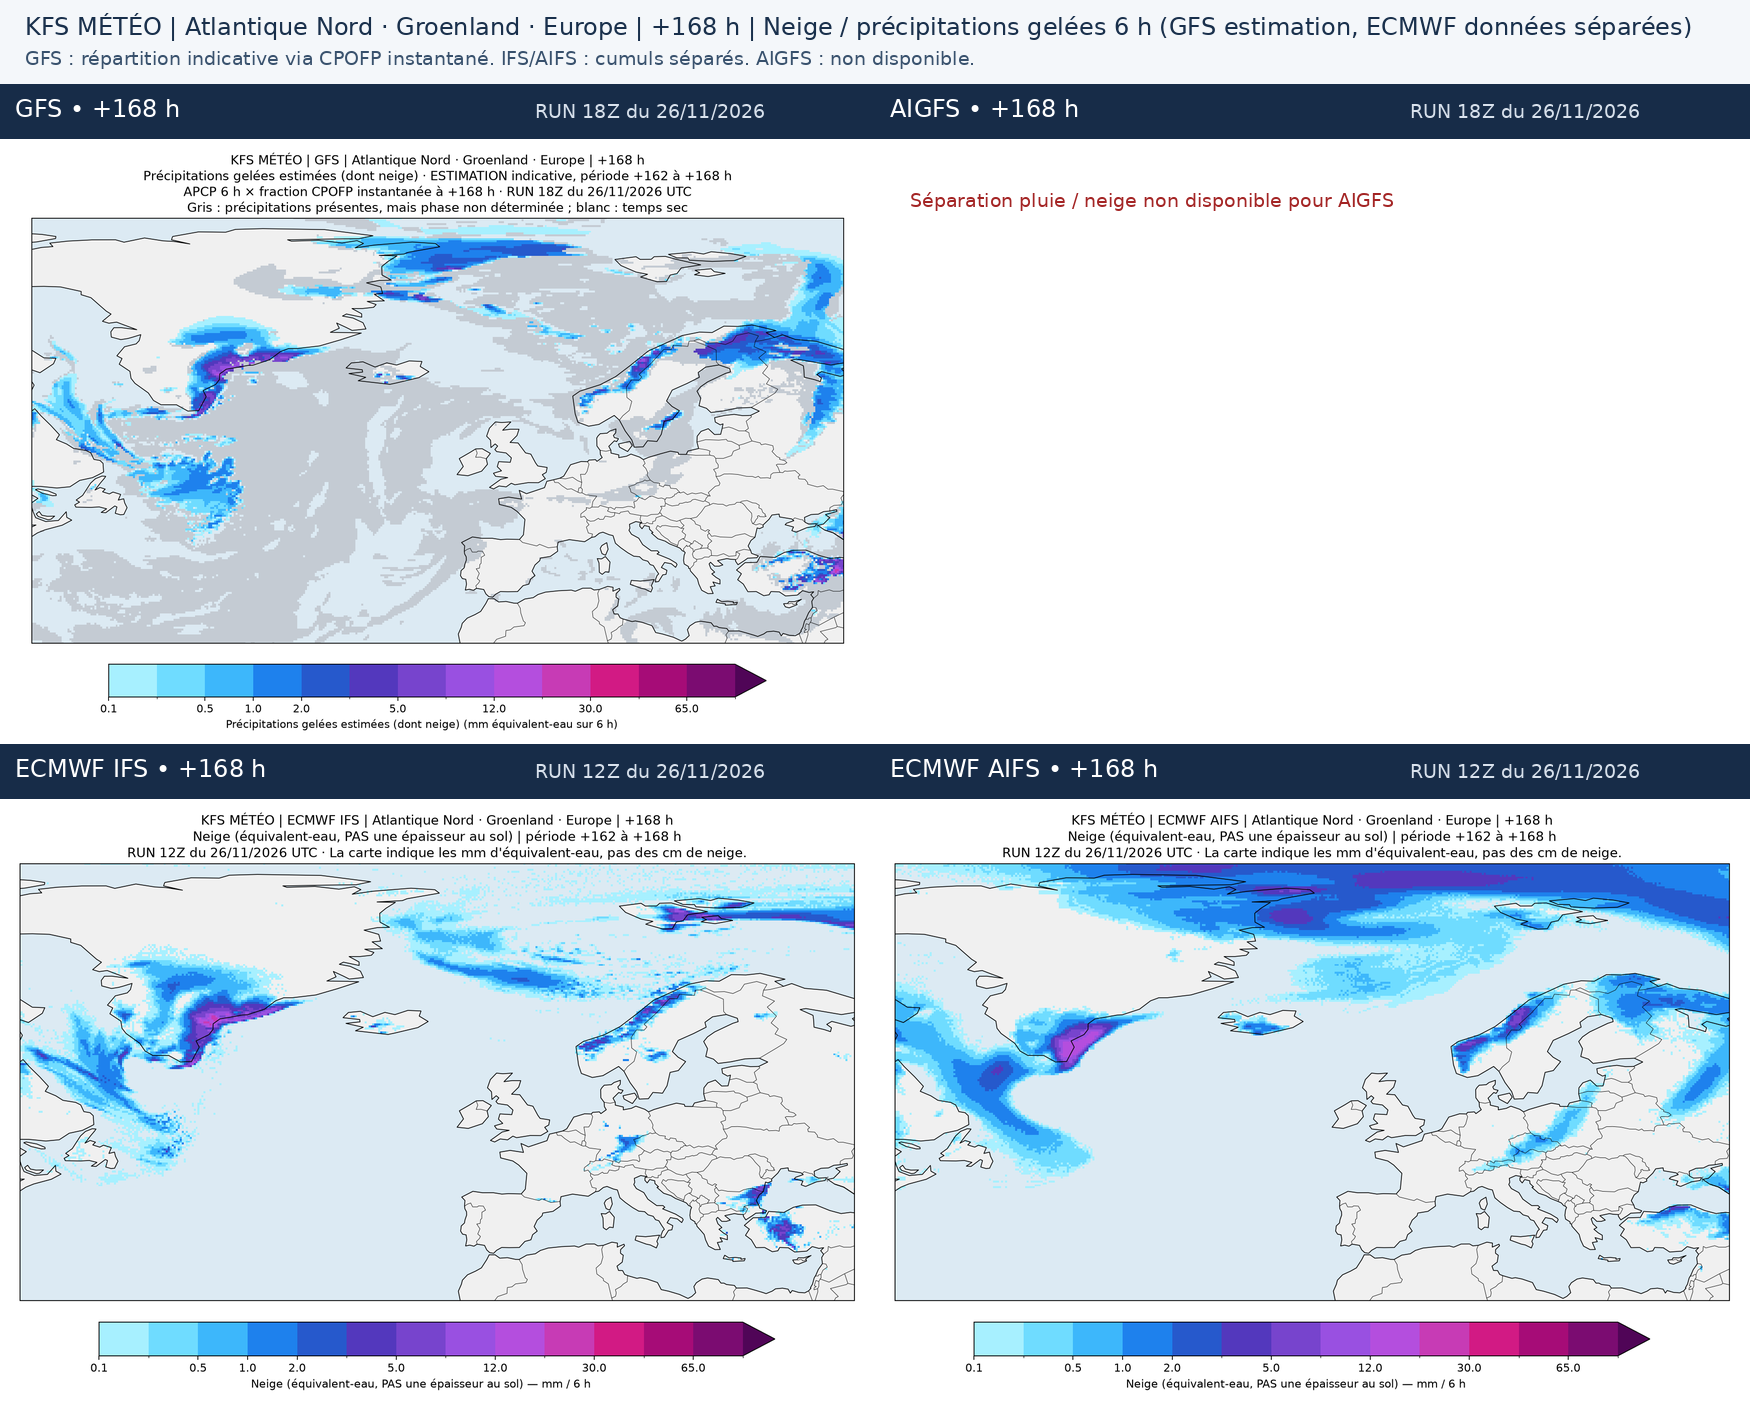 KFS MÉTÉO | Atlantique Nord · Groenland · Europe | +168 h | Neige / précipitations gelées 6 h (GFS estimation, ECMWF données séparées)
GFS : répartition indicative via CPOFP instantané. IFS/AIFS : cumuls séparés. AIGFS : non disponible.
GFS • +168 h
RUN 18Z du 26/11/2026
AIGFS • +168 h
RUN 18Z du 26/11/2026
KFS MÉTÉO | GFS | Atlantique Nord · Groenland · Europe | +168 h
Précipitations gelées estimées (dont neige) · ESTIMATION indicative, période +162 à +168 h
APCP 6 h × fraction CPOFP instantanée à +168 h · RUN 18Z du 26/11/2026 UTC
Gris : précipitations présentes, mais phase non déterminée ; blanc : temps sec
Séparation pluie / neige non disponible pour AIGFS
0.1 0.5 1.0 2.0 5.0 12.0 30.0 65.0
Précipitations gelées estimées (dont neige) (mm équivalent-eau sur 6 h)
ECMWF IFS • +168 h
RUN 12Z du 26/11/2026
ECMWF AIFS • +168 h
RUN 12Z du 26/11/2026
KFS MÉTÉO | ECMWF IFS | Atlantique Nord · Groenland · Europe | +168 h
Neige (équivalent-eau, PAS une épaisseur au sol) | période +162 à +168 h
RUN 12Z du 26/11/2026 UTC · La carte indique les mm d'équivalent-eau, pas des cm de neige.
KFS MÉTÉO | ECMWF AIFS | Atlantique Nord · Groenland · Europe | +168 h
Neige (équivalent-eau, PAS une épaisseur au sol) | période +162 à +168 h
RUN 12Z du 26/11/2026 UTC · La carte indique les mm d'équivalent-eau, pas des cm de neige.
0.1 0.5 1.0 2.0 5.0 12.0 30.0 65.0
Neige (équivalent-eau, PAS une épaisseur au sol) — mm / 6 h
0.1 0.5 1.0 2.0 5.0 12.0 30.0 65.0
Neige (équivalent-eau, PAS une épaisseur au sol) — mm / 6 h